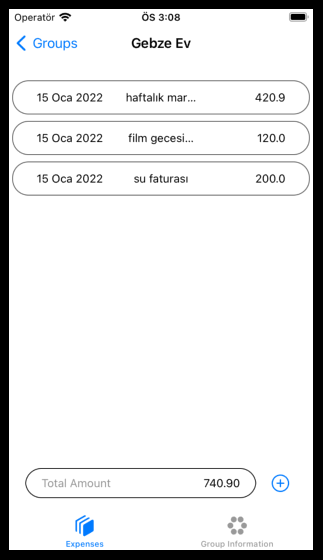 Operatör ÖS 3:08
Groups Gebze Ev
15 Oca 2022 haftalık mar... 420.9
15 Oca 2022 film gecesi... 120.0
15 Oca 2022 su faturası 200.0
Total Amount 740.90
Expenses Group Information